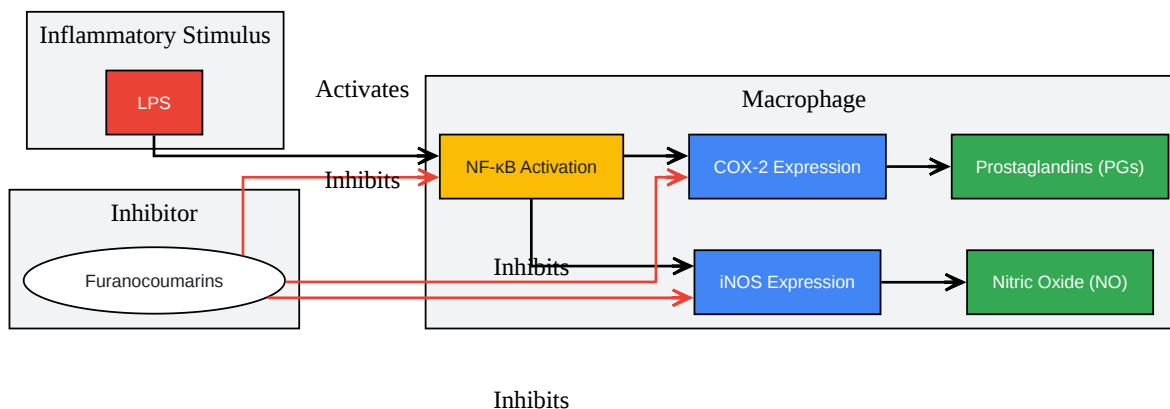 Inflammatory Stimulus
LPS
Activates
Macrophage
NF-κB Activation
COX-2 Expression
Prostaglandins (PGs)
Inhibits
Inhibitor
Furanocoumarins
Inhibits
iNOS Expression
Nitric Oxide (NO)
Inhibits